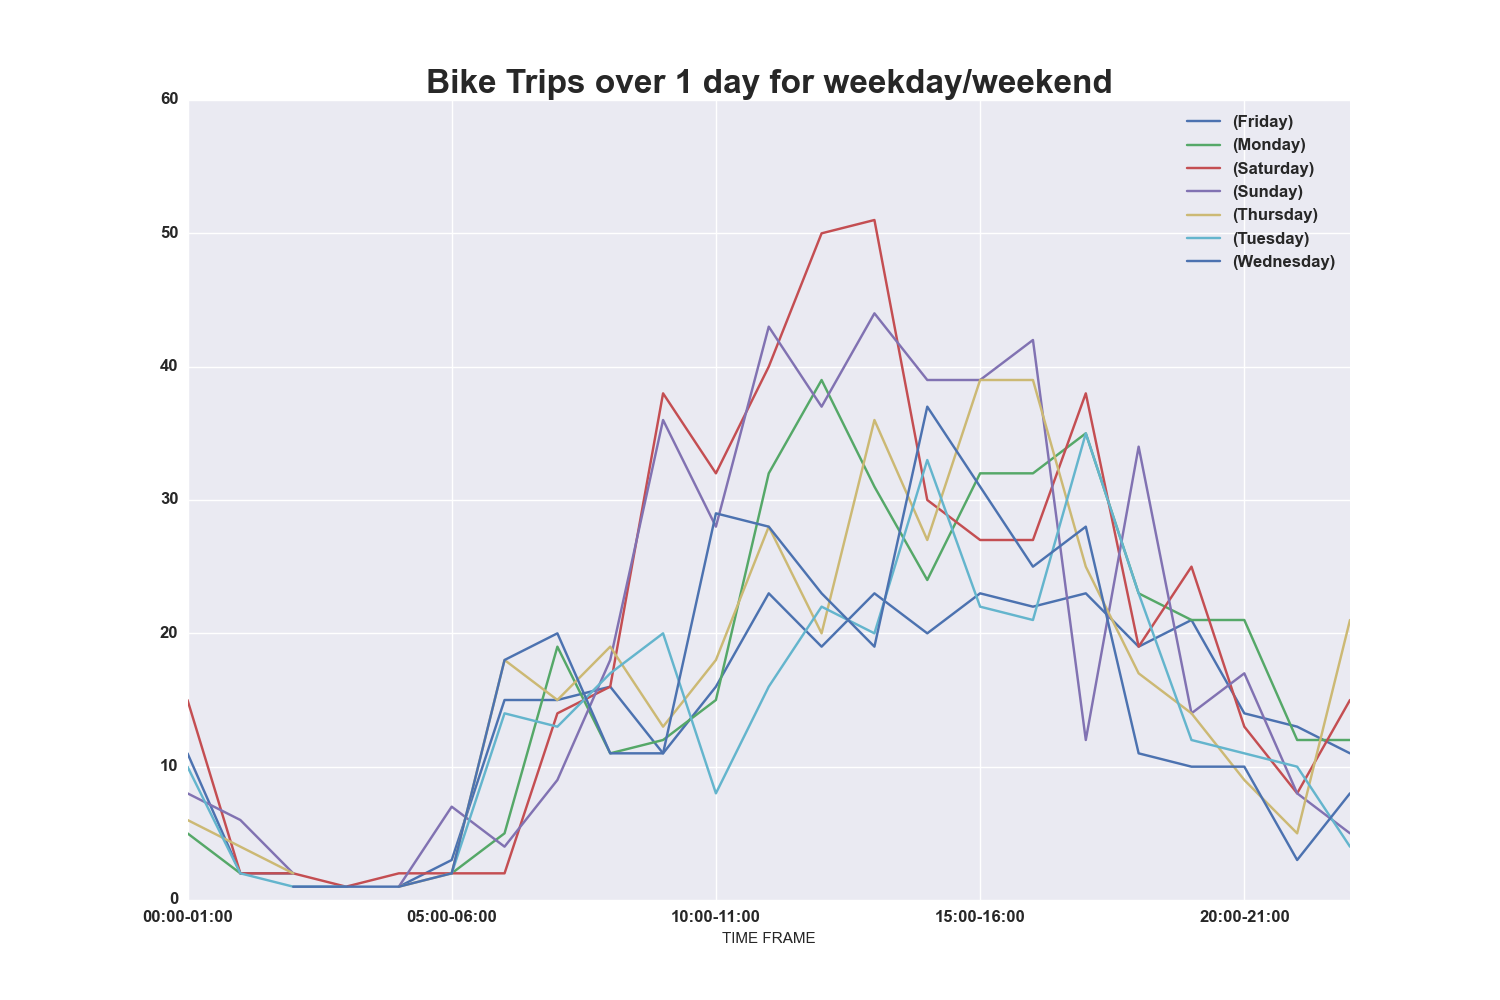 Bike Trips over 1 day for weekday/weekend
60
50
40
30
20
10
0
(Friday)
(Monday)
(Saturday)
(Sunday)
(Thursday)
(Tuesday)
(Wednesday)
00:00-01:00 05:00-06:00 10:00-11:00 15:00-16:00 20:00-21:00
TIME FRAME